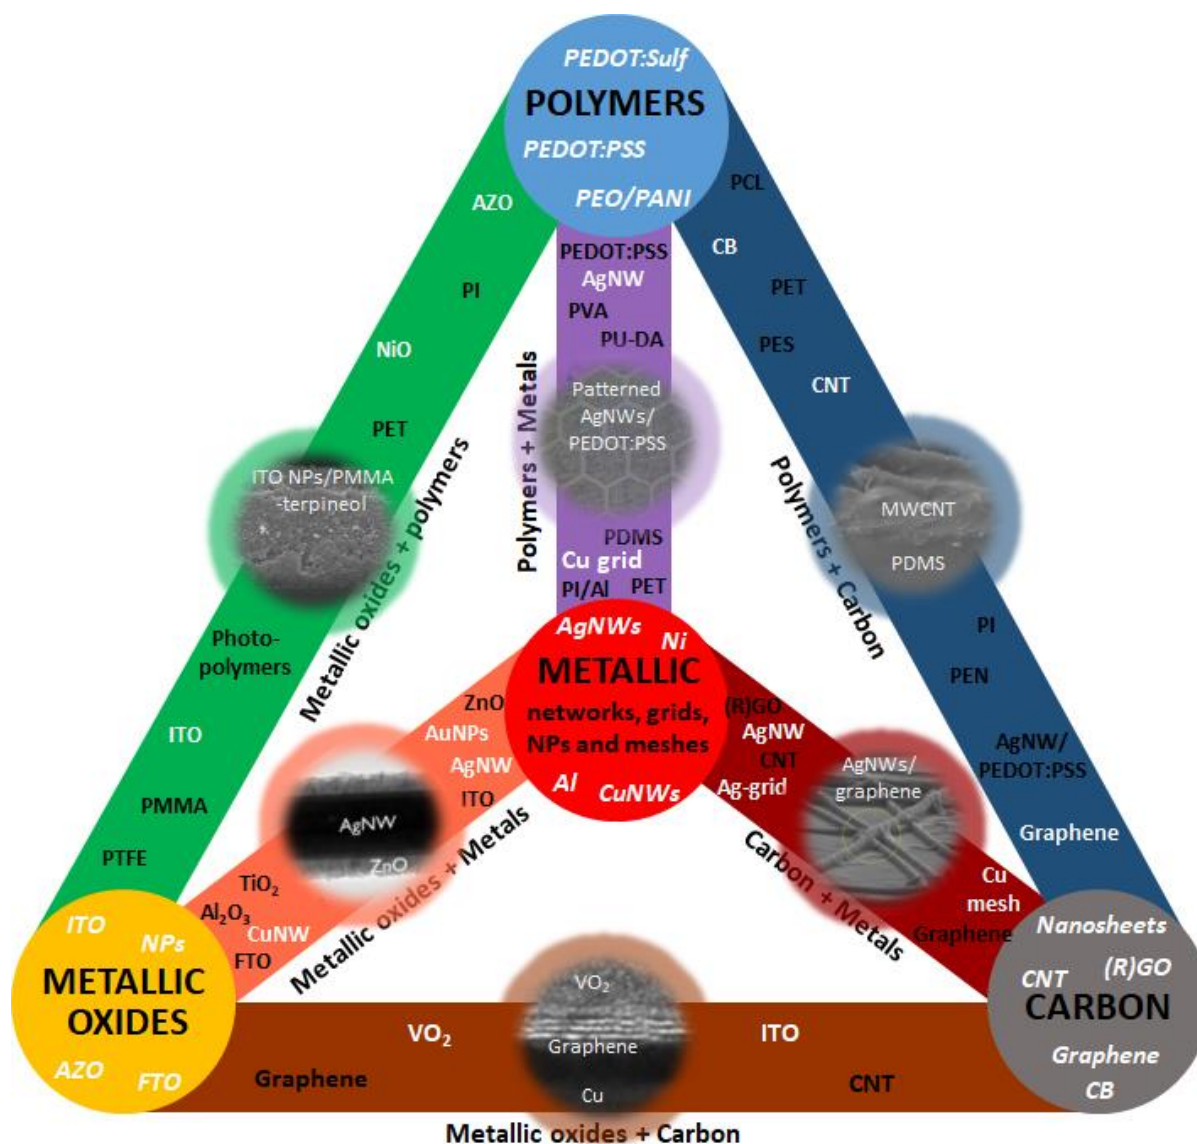 PEDOT:Sulf
POLYMERS
PEDOT:PSS
PEO/PANI
AZO
PI
NiO
PET
ITO NPs/PMMA
-terpineol
Metallic oxides + polymers
Photo-
polymers
ITO
PMMA
PTFE
PEDOT:PSS
AgNW
PVA
PU-DA
Polymers + Metals
Patterned
AgNWs/
PEDOT:PSS
PDMS
Cu grid
PI/Al
PET
PCL
CB
PET
PES
CNT
Polymers + Carbon
MWCNT
PDMS
PI
PEN
AgNW/
PEDOT:PSS
Graphene
AgNWs
Ni
METALLIC
networks, grids,
NPs and meshes
Al
CuNWs
ZnO
AuNPs
AgNW
ITO
AgNW
ZnO
Metallic oxides + Metals
TiO₂
Al₂O₃
CuNW
FTO
(R)GO
AgNW
CNT
Ag-grid
AgNWs/
graphene
Carbon + Metals
Cu
mesh
Graphene
ITO
NPs
METALLIC
OXIDES
AZO
FTO
VO₂
Graphene
VO₂
Graphene
Cu
ITO
CNT
Metallic oxides + Carbon
Nanosheets
CNT
(R)GO
CARBON
Graphene
CB